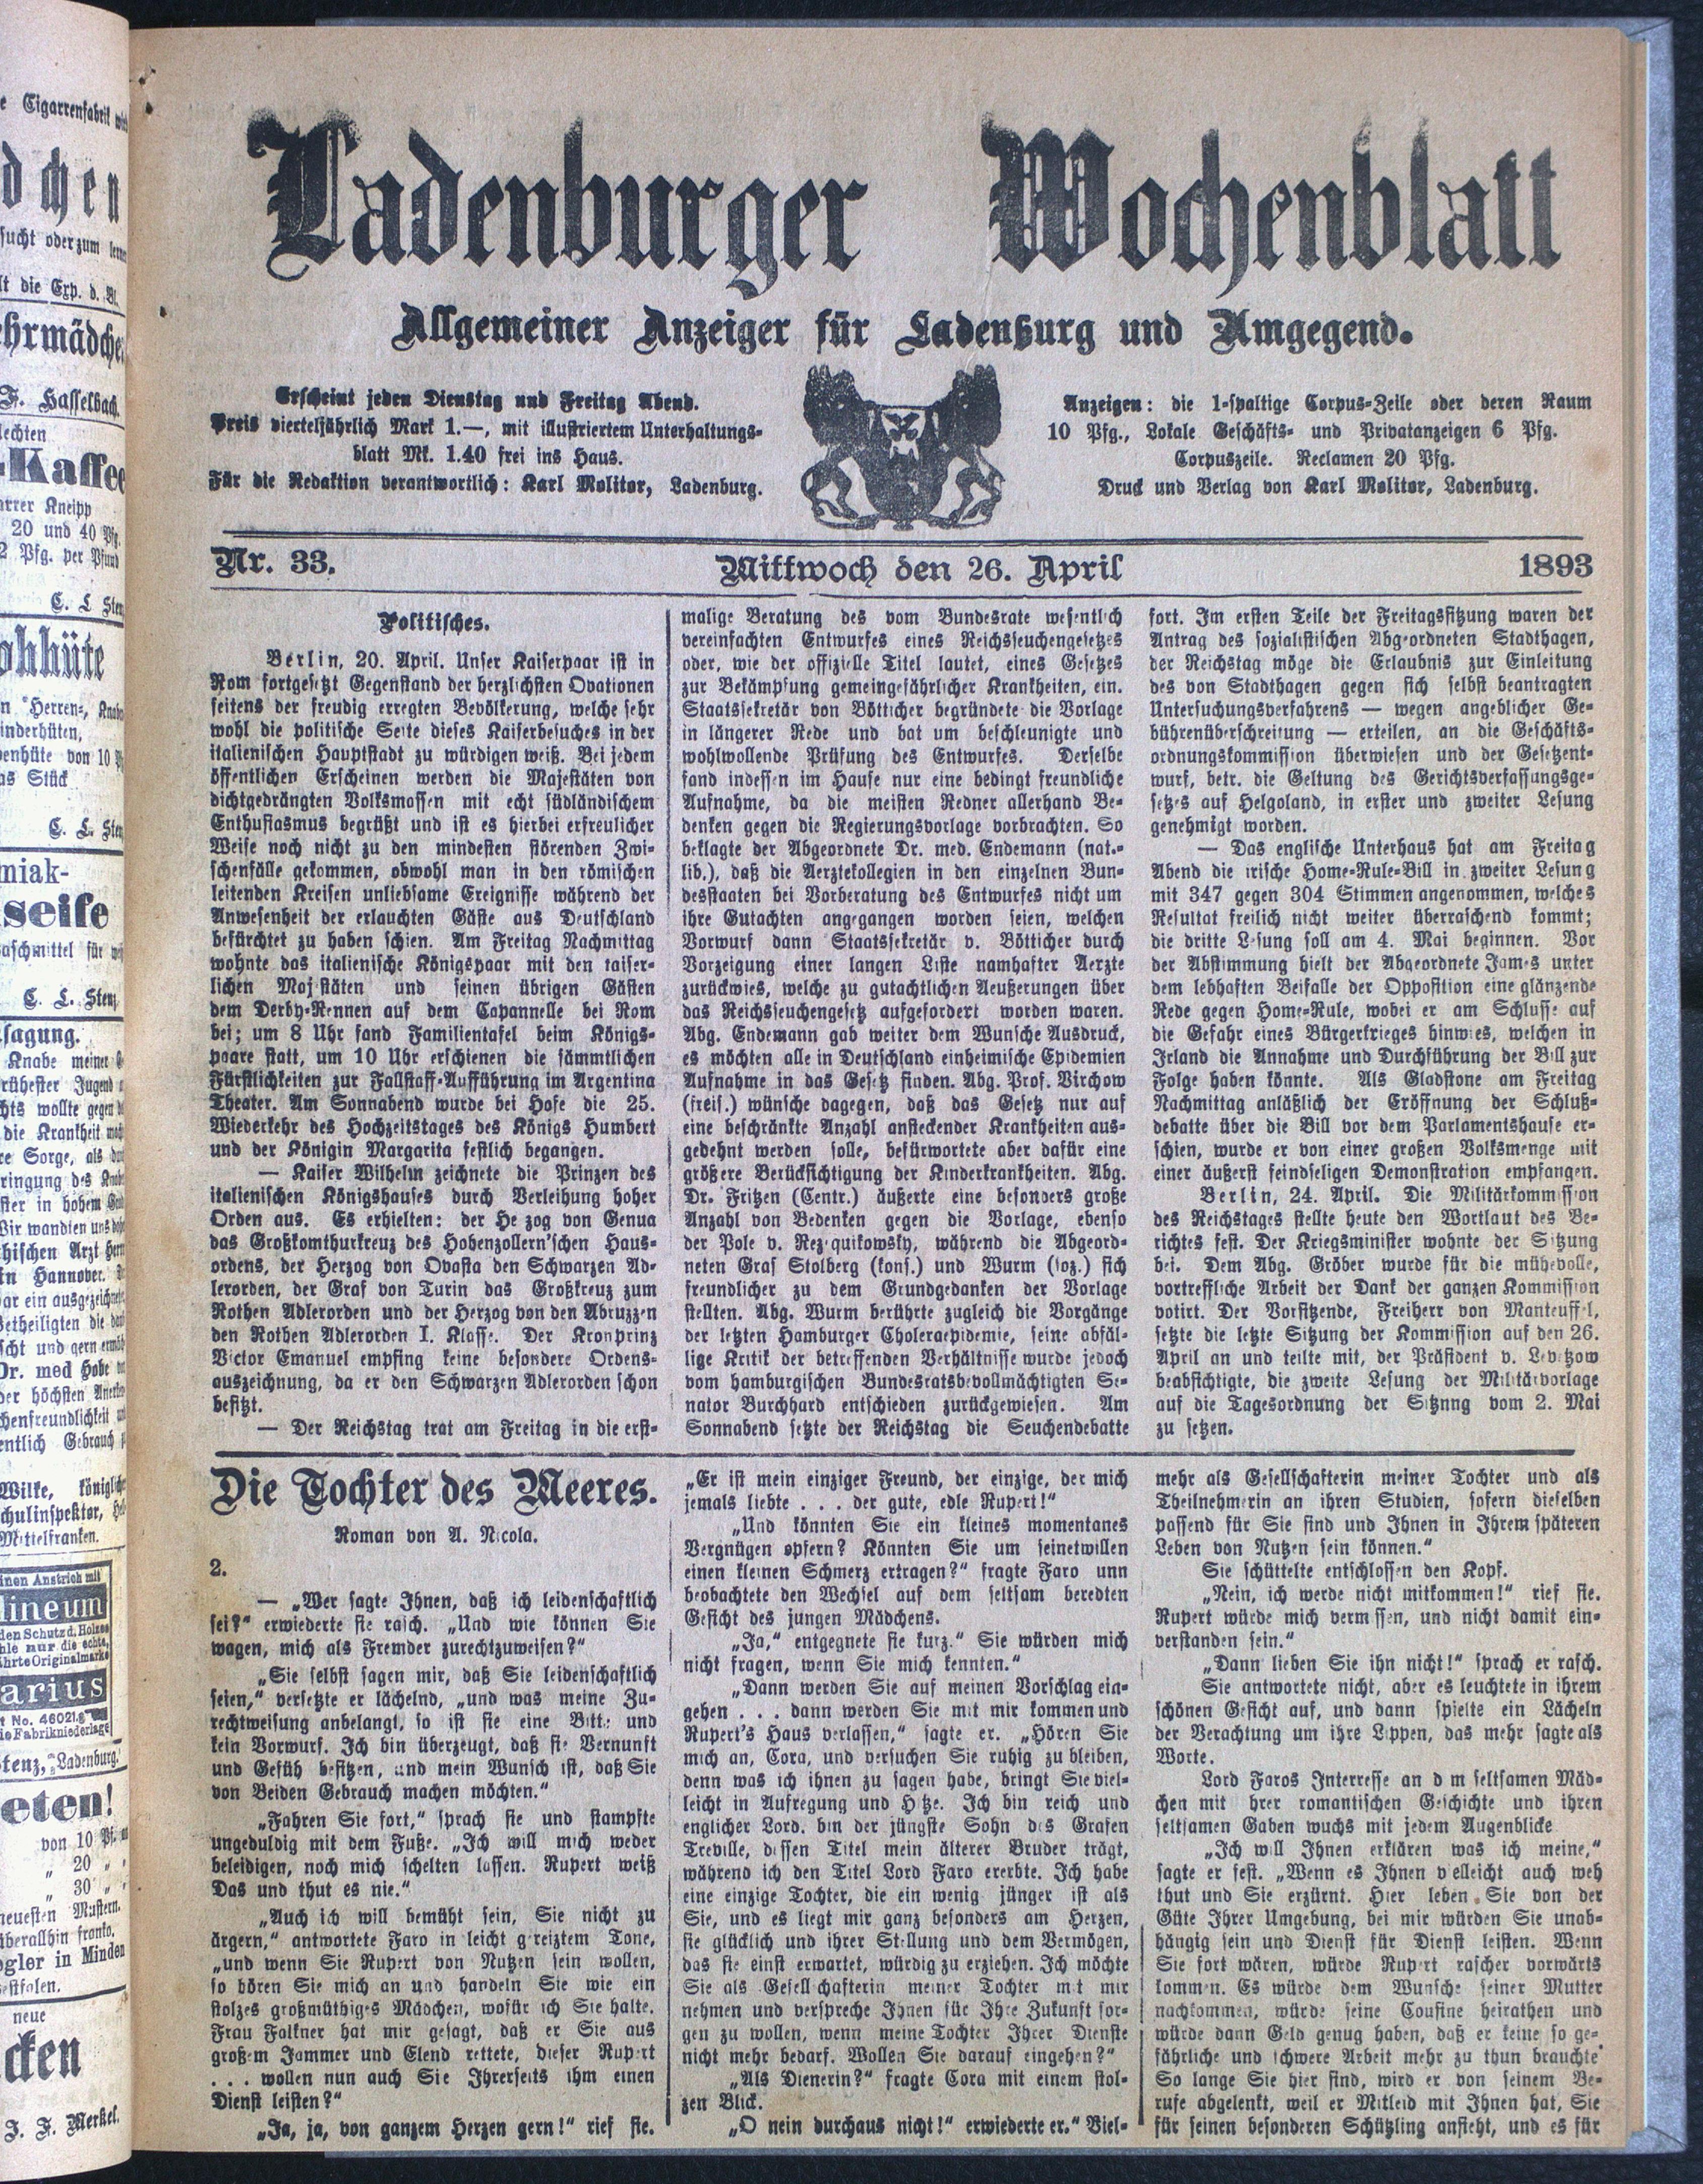 Ladenburger Wochenblatt
Allgemeiner Anzeiger für Ladenburg und Umgegend.
Erscheint jeden Dienstag und Freitag Abend.
Preis vierteljährlich Mark 1.—, mit illustriertem Unterhaltungs-
blatt Mk. 1.40 frei ins Haus.
Für die Redaktion verantwortlich: Karl Molitor, Ladenburg.
Anzeigen: die 1-spaltige Corpus-Zeile oder deren Raum
10 Pfg., Lokale Geschäfts- und Privatanzeigen 6 Pfg.
Corpuszeile. Reclamen 20 Pfg.
Druck und Verlag von Karl Molitor, Ladenburg.
Nr. 33.
Mittwoch den 26. April
1893
Politisches.
Berlin, 20. April. Unser Kaiserpaar ist in
Rom fortgesetzt Gegenstand der herzlichsten Ovationen
seitens der freudig erregten Bevölkerung, welche sehr
wohl die politische Seite dieses Kaiserbesuches in der
italienischen Hauptstadt zu würdigen weiß. Bei jedem
öffentlichen Erscheinen werden die Majestäten von
dichtgedrängten Volksmassen mit echt südländischem
Enthusiasmus begrüßt und ist es hierbei erfreulicher
Weise noch nicht zu den mindesten störenden Zwi-
schenfälle gekommen, obwohl man in den römischen
leitenden Kreisen unliebsame Ereignisse während der
Anwesenheit der erlauchten Gäste aus Deutschland
befürchtet zu haben schien. Am Freitag Nachmittag
wohnte das italienische Königspaar mit den kaiser-
lichen Maj stäten und seinen übrigen Gästen
dem Derby-Rennen auf dem Capannelle bei Rom
bei; um 8 Uhr fand Familientafel beim Königs-
paare statt, um 10 Uhr erschienen die sämmtlichen
Fürstlichkeiten zur Fallstaff-Aufführung im Argentina
Theater. Am Sonnabend wurde bei Hofe die 25.
Wiederkehr des Hochzeitstages des Königs Humbert
und der Königin Margarita festlich begangen.
— Kaiser Wilhelm zeichnete die Prinzen des
italienischen Königshauses durch Verleihung hoher
Orden aus. Es erhielten: der He zog von Genua
das Großkomthurkreuz des Hohenzollern'schen Haus-
ordens, der Herzog von Ovasta den Schwarzen Ad-
lerorden, der Graf von Turin das Großkreuz zum
Rothen Adlerorden und der Herzog von den Abruzzen
den Rothen Adlerorden I. Klasse. Der Kronprinz
Victor Emanuel empfing keine besondere Ordens-
auszeichnung, da er den Schwarzen Adlerorden schon
besitzt.
— Der Reichstag trat am Freitag in die erst-
malige Beratung des vom Bundesrate wesentlich
vereinfachten Entwurfes eines Reichsseuchengesetzes
oder, wie der offizielle Titel lautet, eines Gesetzes
zur Bekämpfung gemeingefährlicher Krankheiten, ein.
Staatssekretär von Bötticher begründete die Vorlage
in längerer Rede und bat um beschleunigte und
wohlwollende Prüfung des Entwurfes. Derselbe
fand indessen im Hause nur eine bedingt freundliche
Aufnahme, da die meisten Redner allerhand Be-
denken gegen die Regierungsvorlage vorbrachten. So
beklagte der Abgeordnete Dr. med. Endemann (nat.-
lib.), daß die Aerztekollegien in den einzelnen Bun-
desstaaten bei Vorberatung des Entwurfes nicht um
ihre Gutachten angegangen worden seien, welchen
Vorwurf dann Staatssekretär v. Bötticher durch
Vorzeigung einer langen Liste namhafter Aerzte
zurückwies, welche zu gutachtlichen Aeußerungen über
das Reichsseuchengesetz aufgefordert worden waren.
Abg. Endemann gab weiter dem Wunsche Ausdruck,
es möchten alle in Deutschland einheimische Epidemien
Aufnahme in das Gesetz finden. Abg. Prof. Virchow
(freis.) wünsche dagegen, daß das Gesetz nur auf
eine beschränkte Anzahl ansteckender Krankheiten aus-
gedehnt werden solle, befürwortete aber dafür eine
größere Berücksichtigung der Kinderkrankheiten. Abg.
Dr. Fritzen (Centr.) äußerte eine besonders große
Anzahl von Bedenken gegen die Vorlage, ebenso
der Pole v. Rez quikowsky, während die Abgeord-
neten Graf Stolberg (kons.) und Wurm (soz.) sich
freundlicher zu dem Grundgedanken der Vorlage
stellten. Abg. Wurm berührte zugleich die Vorgänge
der letzten Hamburger Choleraepidemie, seine abfäl-
lige Kritik der betreffenden Verhältnisse wurde jedoch
vom hamburgischen Bundesratsbevollmächtigten Se-
nator Burchhard entschieden zurückgewiesen. Am
Sonnabend setzte der Reichstag die Seuchendebatte
fort. Im ersten Teile der Freitagssitzung waren der
Antrag des sozialistischen Abgeordneten Stadthagen,
der Reichstag möge die Erlaubnis zur Einleitung
des von Stadthagen gegen sich selbst beantragten
Untersuchungsverfahrens — wegen angeblicher Ge-
bührenüberschreitung — erteilen, an die Geschäfts-
ordnungskommission überwiesen und der Gesetzent-
wurf, betr. die Geltung des Gerichtsverfassungsge-
setzes auf Helgoland, in erster und zweiter Lesung
genehmigt worden.
— Das englische Unterhaus hat am Freitag
Abend die irische Home-Rule-Bill in zweiter Lesung
mit 347 gegen 304 Stimmen angenommen, welches
Resultat freilich nicht weiter überraschend kommt;
die dritte Lesung soll am 4. Mai beginnen. Vor
der Abstimmung hielt der Abgeordnete James unter
dem lebhaften Beifalle der Opposition eine glänzende
Rede gegen Home-Rule, wobei er am Schlusse auf
die Gefahr eines Bürgerkrieges hinwies, welchen in
Irland die Annahme und Durchführung der Bill zur
Folge haben könnte. Als Gladstone am Freitag
Nachmittag anläßlich der Eröffnung der Schluß-
debatte über die Bill vor dem Parlamentshause er-
schien, wurde er von einer großen Volksmenge mit
einer äußerst feindseligen Demonstration empfangen.
Berlin, 24. April. Die Militärkommission
des Reichstages stellte heute den Wortlaut des Be-
richtes fest. Der Kriegsminister wohnte der Sitzung
bei. Dem Abg. Gröber wurde für die mühevolle,
vortreffliche Arbeit der Dank der ganzen Kommission
votirt. Der Vorsitzende, Freiherr von Manteuffel,
setzte die letzte Sitzung der Kommission auf den 26.
April an und teilte mit, der Präsident v. Levetzow
beabsichtigte, die zweite Lesung der Militärvorlage
auf die Tagesordnung der Sitznng vom 2. Mai
zu setzen.
Die Tochter des Meeres.
Roman von A. Nicola.
2.
— „Wer sagte Ihnen, daß ich leidenschaftlich
sei?“ erwiederte sie rasch. „Und wie können Sie
wagen, mich als Fremder zurechtzuweisen?“
„Sie selbst sagen mir, daß Sie leidenschaftlich
seien,“ versetzte er lächelnd, „und was meine Zu-
rechtweisung anbelangt, so ist sie eine Bitte und
kein Vorwurf. Ich bin überzeugt, daß sie Vernunft
und Gefüh besitzen, und mein Wunsch ist, daß Sie
von Beiden Gebrauch machen möchten.“
„Fahren Sie fort,“ sprach sie und stampfte
ungeduldig mit dem Fuße. „Ich will mich weder
beleidigen, noch mich schelten lassen. Rupert weiß
Das und thut es nie.“
„Auch ich will bemüht sein, Sie nicht zu
ärgern,“ antwortete Faro in leicht g reiztem Tone,
„und wenn Sie Rupert von Nutzen sein wollen,
so hören Sie mich an und handeln Sie wie ein
stolzes großmüthiges Mädchen, wofür ich Sie halte.
Frau Falkner hat mir gesagt, daß er Sie aus
großem Jammer und Elend rettete, dieser Rupert
. . . wollen nun auch Sie Ihrerseits ihm einen
Dienst leisten?“
„Ja, ja, von ganzem Herzen gern!“ rief sie.
„Er ist mein einziger Freund, der einzige, der mich
jemals liebte . . . der gute, edle Rupert!“
„Und könnten Sie ein kleines momentanes
Vergnügen opfern? Könnten Sie um seinetwillen
einen kleinen Schmerz ertragen?“ fragte Faro unn
beobachtete den Wechsel auf dem seltsam beredten
Gesicht des jungen Mädchens.
„Ja,“ entgegnete sie kurz.“ Sie würden mich
nicht fragen, wenn Sie mich kennten.“
„Dann werden Sie auf meinen Vorschlag ein-
gehen . . . dann werden Sie mit mir kommen und
Rupert's Haus verlassen,“ sagte er. „Hören Sie
mich an, Cora, und versuchen Sie ruhig zu bleiben,
denn was ich ihnen zu sagen habe, bringt Sie viel-
leicht in Aufregung und H tze. Ich bin reich und
englicher Lord. bin der jüngste Sohn des Grafen
Treville, dessen Titel mein älterer Bruder trägt,
während ich den Titel Lord Faro ererbte. Ich habe
eine einzige Tochter, die ein wenig jünger ist als
Sie, und es liegt mir ganz besonders am Herzen,
sie glücklich und ihrer Stellung und dem Vermögen,
das sie einst erwartet, würdig zu erziehen. Ich möchte
Sie als Gesellschafterin meiner Tochter mit mir
nehmen und verspreche Ihnen für Ihre Zukunft sor-
gen zu wollen, wenn meine Tochter Ihrer Dienste
nicht mehr bedarf. Wollen Sie darauf eingehen?“
„Als Dienerin?“ fragte Cora mit einem stol-
zen Blick.
„O nein durchaus nicht!“ erwiederte er.“ Viel-
mehr als Gesellschafterin meiner Tochter und als
Theilnehmerin an ihren Studien, sofern dieselben
passend für Sie sind und Ihnen in Ihrem späteren
Leben von Nutzen sein können.“
Sie schüttelte entschlossen den Kopf.
„Nein, ich werde nicht mitkommen!“ rief sie.
Rupert würde mich verm ssen, und nicht damit ein-
verstanden sein.“
„Dann lieben Sie ihn nicht!“ sprach er rasch.
Sie antwortete nicht, aber es leuchtete in ihrem
schönen Gesicht auf, und dann spielte ein Lächeln
der Verachtung um ihre Lippen, das mehr sagte als
Worte.
Lord Faros Interresse an d m seltsamen Mäd-
chen mit hrer romantischen Geschichte und ihren
seltsamen Gaben wuchs mit jedem Augenblicke
„Ich will Ihnen erklären was ich meine,“
sagte er fest. „Wenn es Ihnen v elleicht auch weh
thut und Sie erzürnt. Hier leben Sie von der
Güte Ihrer Umgebung, bei mir würden Sie unab-
hängig sein und Dienst für Dienst leisten. Wenn
Sie fort wären, würde Rupert rascher vorwärts
kommen. Es würde dem Wunsche seiner Mutter
nachkommen, würde seine Cousine heirathen und
würde dann Geld genug haben, daß er keine so ge-
fährliche und schwere Arbeit mehr zu thun brauchte
So lange Sie hier sind, wird er von seinem Be-
rufe abgelenkt, weil er Mitleid mit Ihnen hat, Sie
für seinen besonderen Schützling ansieht, und es für